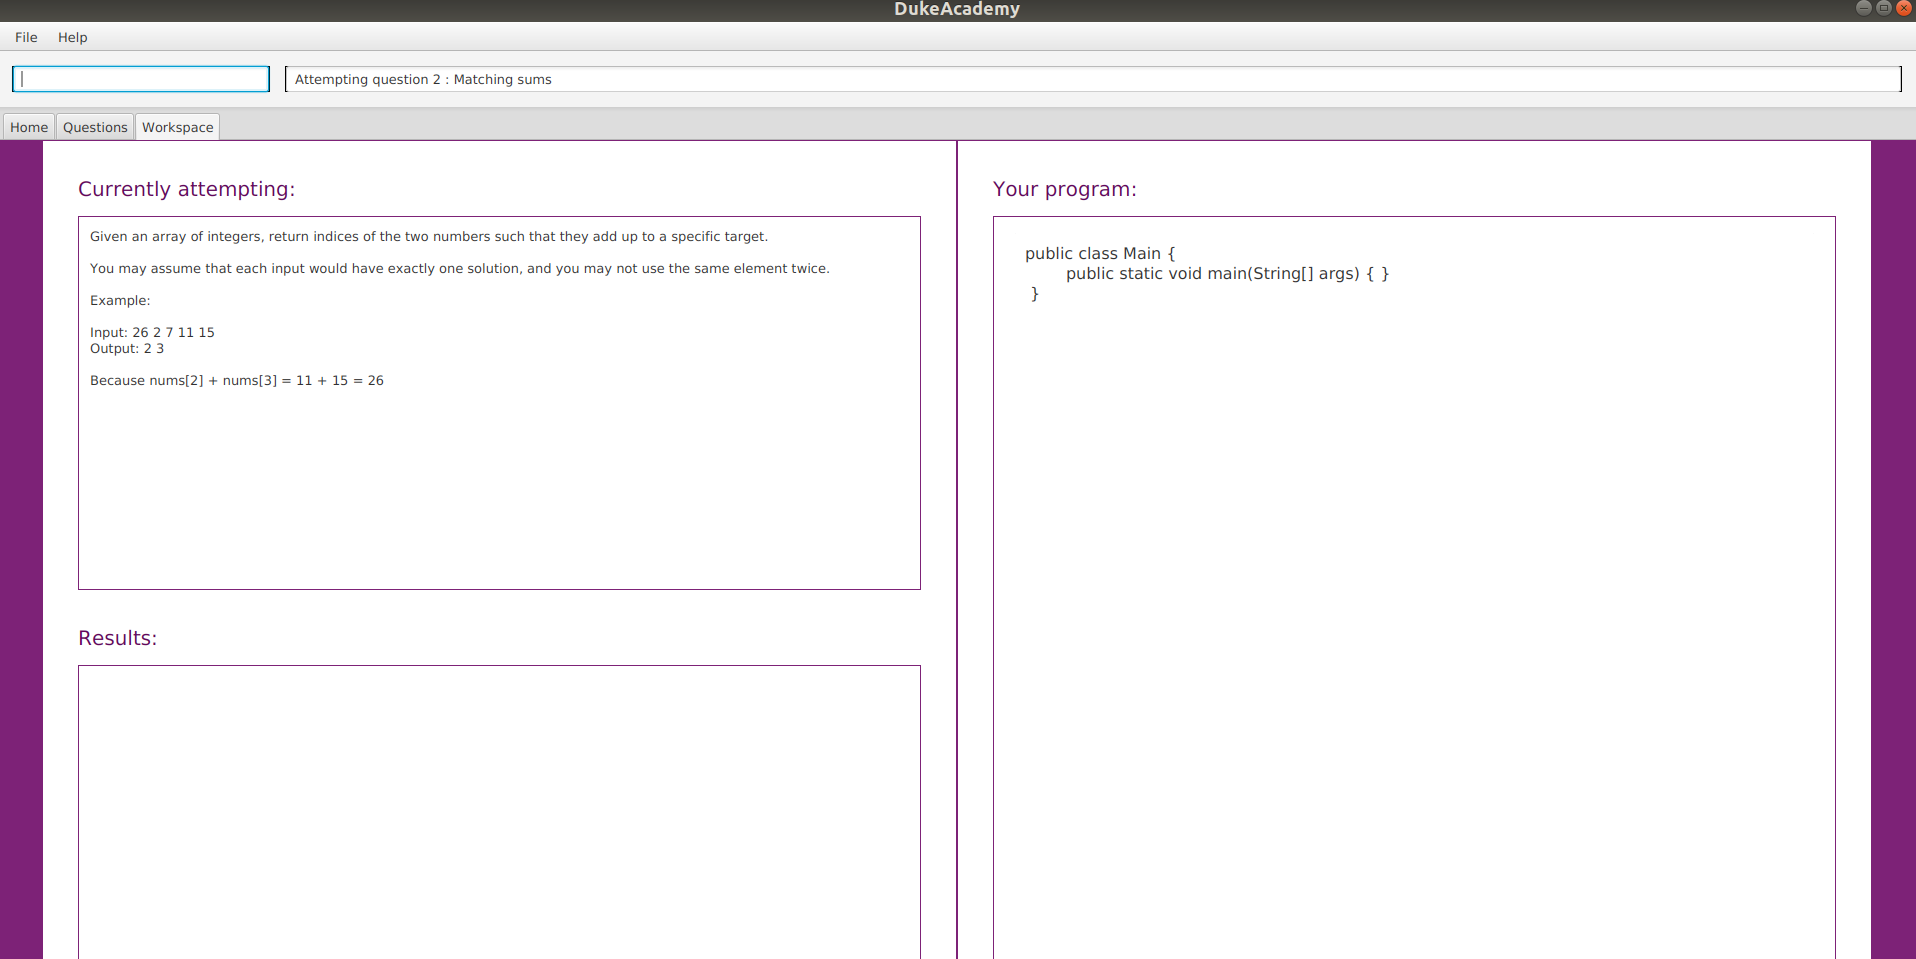 DukeAcademy
File Help
Attempting question 2 : Matching sums
Home Questions Workspace
Currently attempting:
Given an array of integers, return indices of the two numbers such that they add up to a specific target.
You may assume that each input would have exactly one solution, and you may not use the same element twice.
Example:
Input: 26 2 7 11 15
Output: 2 3
Because nums[2] + nums[3] = 11 + 15 = 26
Results:
Your program:
public class Main {
public static void main(String[] args) { }
}